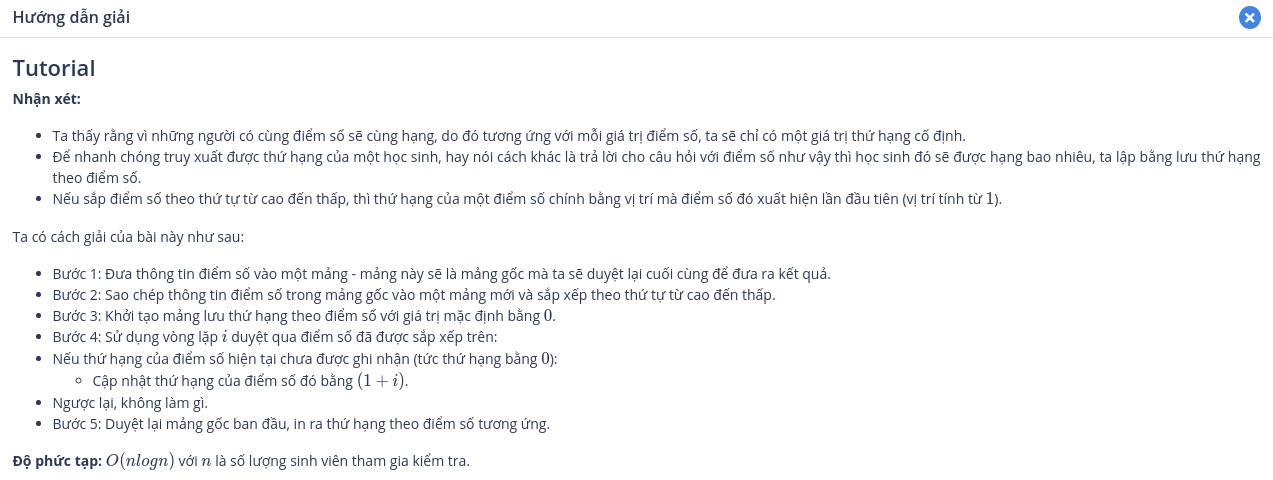 Hướng dẫn giải
Tutorial
Nhận xét:
Ta thấy rằng vì những người có cùng điểm số sẽ cùng hạng, do đó tương ứng với mỗi giá trị điểm số, ta sẽ chỉ có một giá trị thứ hạng cố định.
Để nhanh chóng truy xuất được thứ hạng của một học sinh, hay nói cách khác là trả lời cho câu hỏi với điểm số như vậy thì học sinh đó sẽ được hạng bao nhiêu, ta lập bảng lưu thứ hạng
theo điểm số.
Nếu sắp điểm số theo thứ tự từ cao đến thấp, thì thứ hạng của một điểm số chính bằng vị trí mà điểm số đó xuất hiện lần đầu tiên (vị trí tính từ 1).
Ta có cách giải của bài này như sau:
Bước 1: Đưa thông tin điểm số vào một mảng - mảng này sẽ là mảng gốc mà ta sẽ duyệt lại cuối cùng để đưa ra kết quả.
Bước 2: Sao chép thông tin điểm số trong mảng gốc vào một mảng mới và sắp xếp theo thứ tự từ cao đến thấp.
Bước 3: Khởi tạo mảng lưu thứ hạng theo điểm số với giá trị mặc định bằng 0.
Bước 4: Sử dụng vòng lặp i duyệt qua điểm số đã được sắp xếp trên:
Nếu thứ hạng của điểm số hiện tại chưa được ghi nhận (tức thứ hạng bằng 0):
Cập nhật thứ hạng của điểm số đó bằng (1 + i).
Ngược lại, không làm gì.
Bước 5: Duyệt lại mảng gốc ban đầu, in ra thứ hạng theo điểm số tương ứng.
Độ phức tạp: O(nlogn) với n là số lượng sinh viên tham gia kiểm tra.